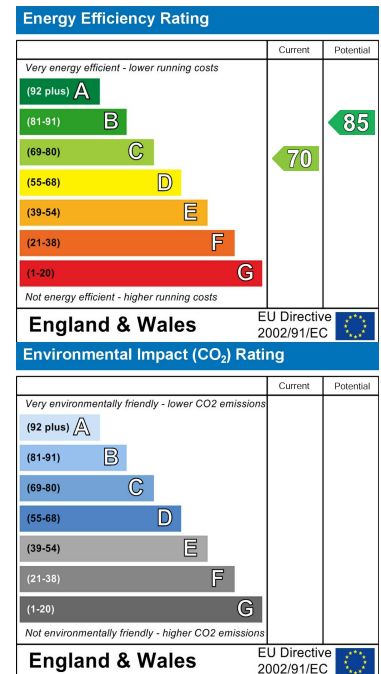 Energy Efficiency Rating
Current Potential
Very energy efficient - lower running costs
(92 plus) A
(81-91) B
85
(69-80) C
70
(55-68) D
(39-54) E
(21-38) F
(1-20) G
Not energy efficient - higher running costs
England & Wales
EU Directive
2002/91/EC
Environmental Impact (CO₂) Rating
Current Potential
Very environmentally friendly - lower CO2 emissions
(92 plus) A
(81-91) B
(69-80) C
(55-68) D
(39-54) E
(21-38) F
(1-20) G
Not environmentally friendly - higher CO2 emissions
England & Wales
EU Directive
2002/91/EC